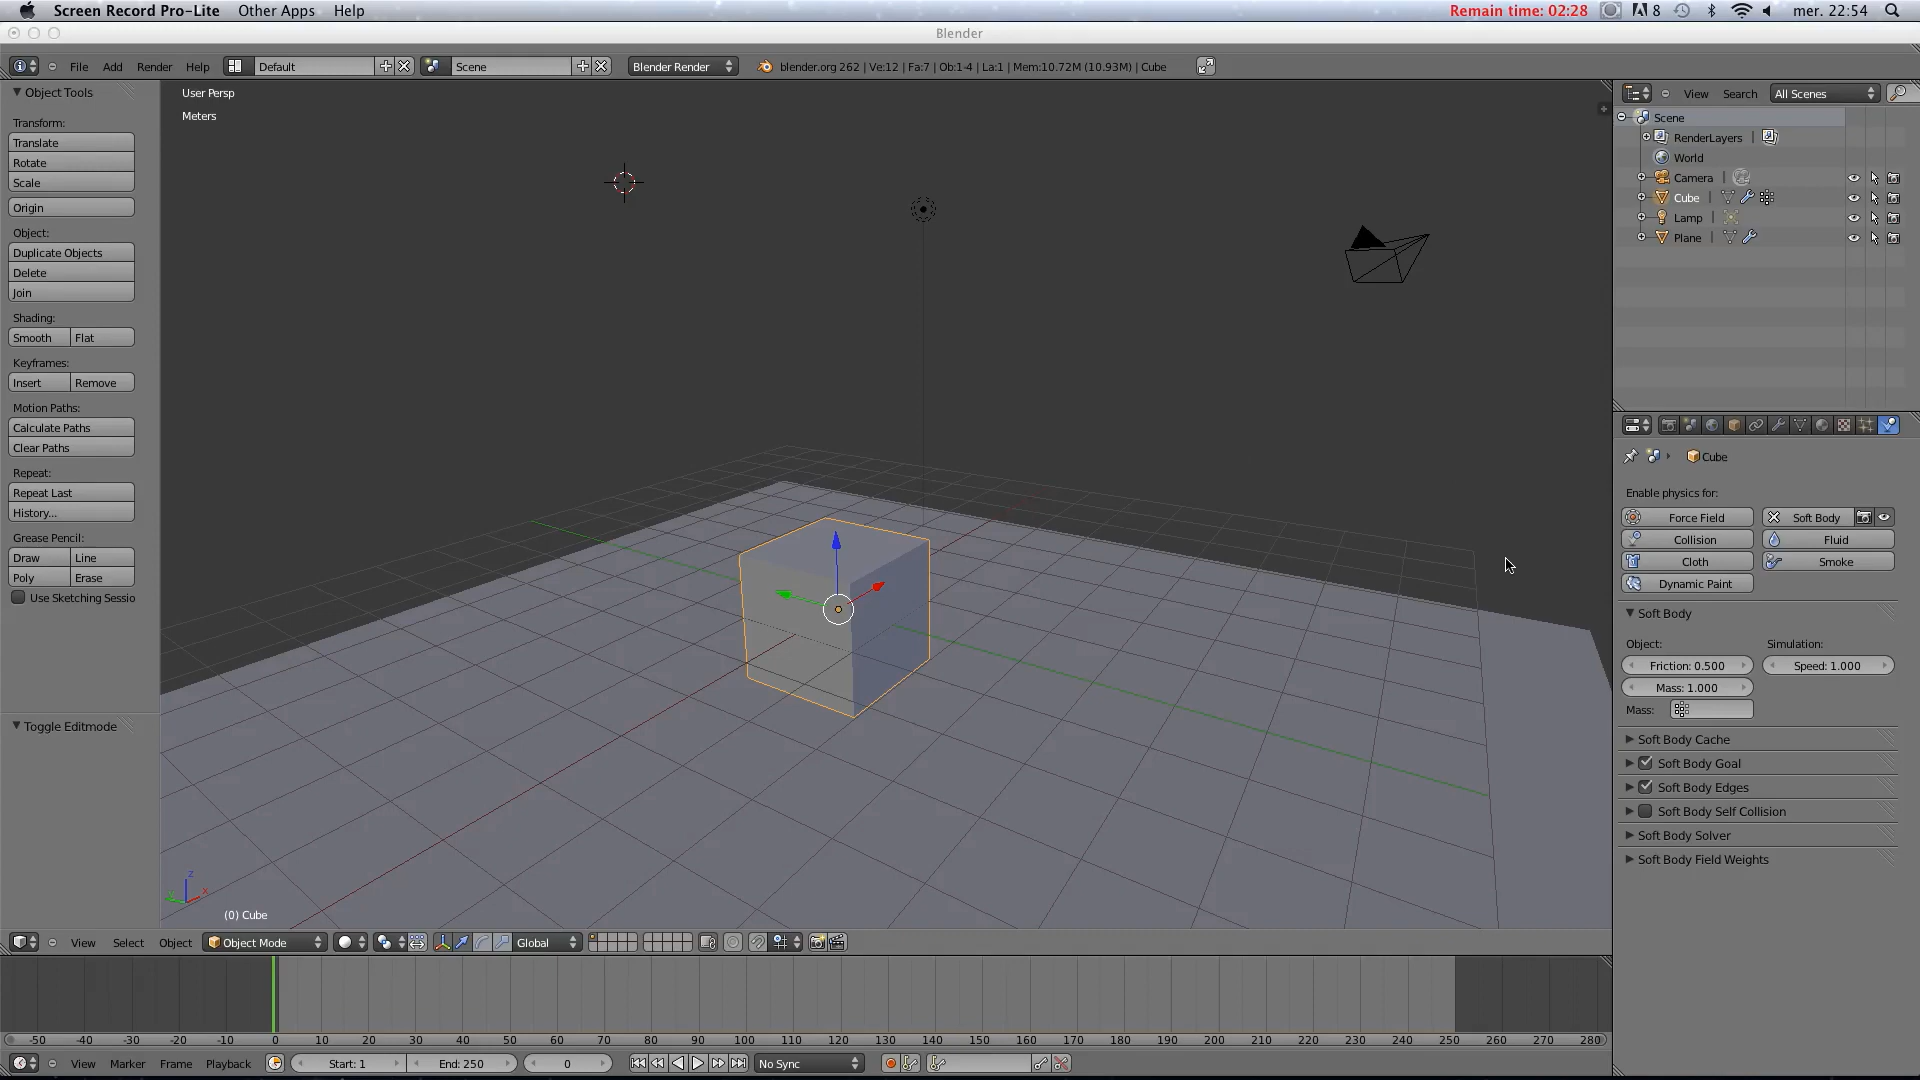 Screen Record Pro-Lite Other Apps Help Remain time: 02:28 8 mer. 22:54
Blender
File Add Render Help Default Scene Blender Render blender.org 262 | Ve:12 | Fa:7 | Ob:1-4 | La:1 | Mem:10.72M (10.93M) | Cube
Object Tools
Transform:
Translate
Rotate
Scale
Origin
Object:
Duplicate Objects
Delete
Join
Shading:
Smooth Flat
Keyframes:
Insert Remove
Motion Paths:
Calculate Paths
Clear Paths
Repeat:
Repeat Last
History...
Grease Pencil:
Draw Line
Poly Erase
Use Sketching Sessio
Toggle Editmode
User Persp
Meters
z
x
(0) Cube
View Select Object Object Mode Global
-50 -40 -30 -20 -10 0 10 20 30 40 50 60 70 80 90 100 110 120 130 140 150 160 170 180 190 200 210 220 230 240 250 260 270 280
View Marker Frame Playback Start: 1 End: 250 0 No Sync
View Search All Scenes
Scene
RenderLayers |
World
Camera |
Cube |
Lamp |
Plane |
Cube
Enable physics for:
Force Field Soft Body
Collision Fluid
Cloth Smoke
Dynamic Paint
Soft Body
Object: Simulation:
Friction: 0.500 Speed: 1.000
Mass: 1.000
Mass:
Soft Body Cache
Soft Body Goal
Soft Body Edges
Soft Body Self Collision
Soft Body Solver
Soft Body Field Weights